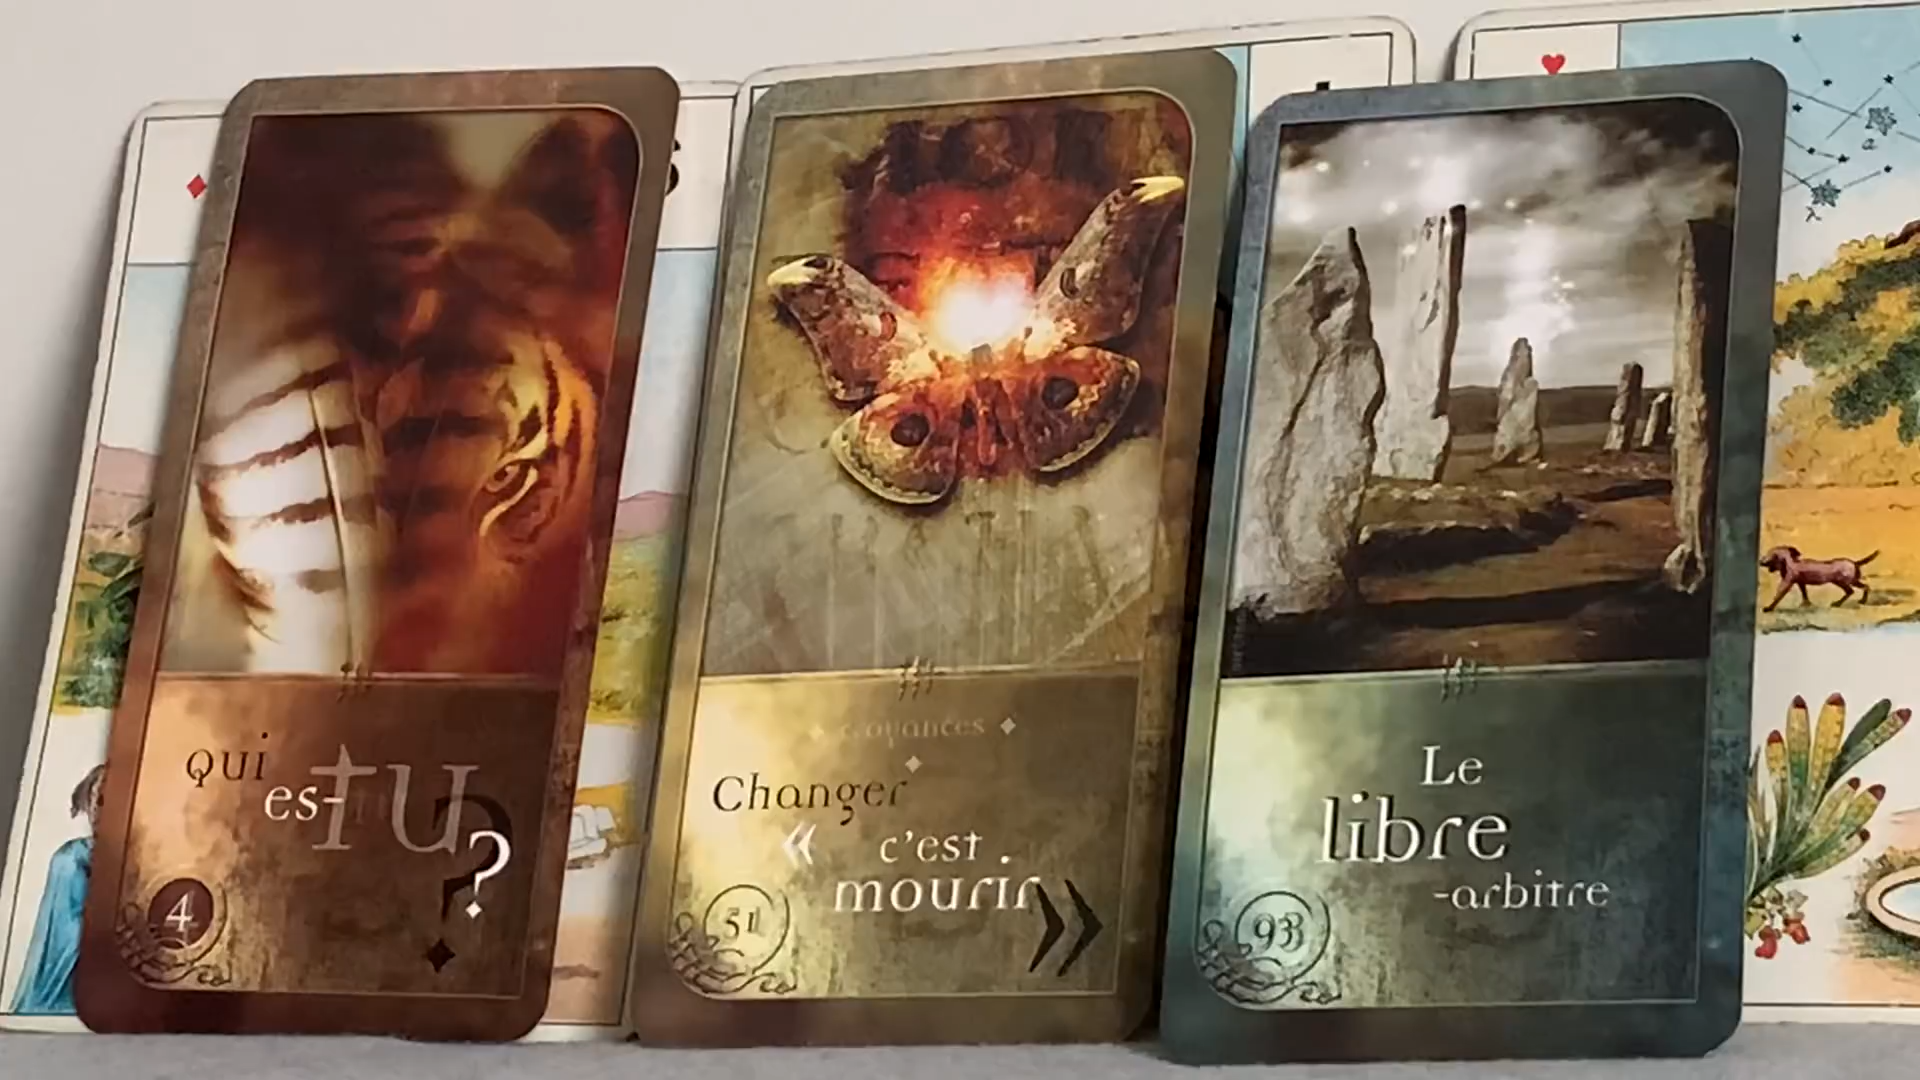 qui
es-tu
?
4
croyances
Changer
« c'est
mourir »
51
Le
libre
-arbitre
93